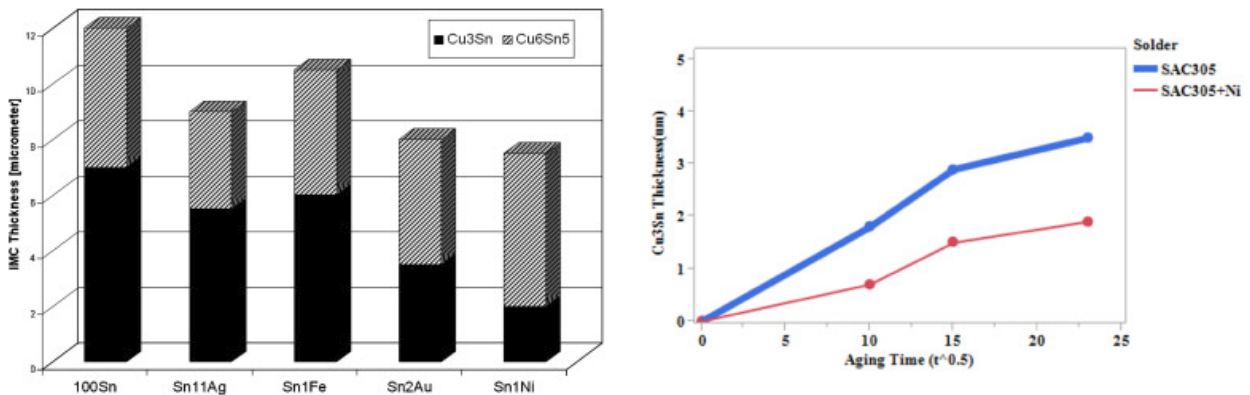 IMC Thickness [micrometer]
12
10
8
6
4
2
0
Cu3Sn
Cu6Sn5
100Sn
Sn11Ag
Sn1Fe
Sn2Au
Sn1Ni
Cu3Sn Thickness(um)
5
4
3
2
1
0
0
5
10
15
20
25
Aging Time (t^0.5)
Solder
SAC305
SAC305+Ni